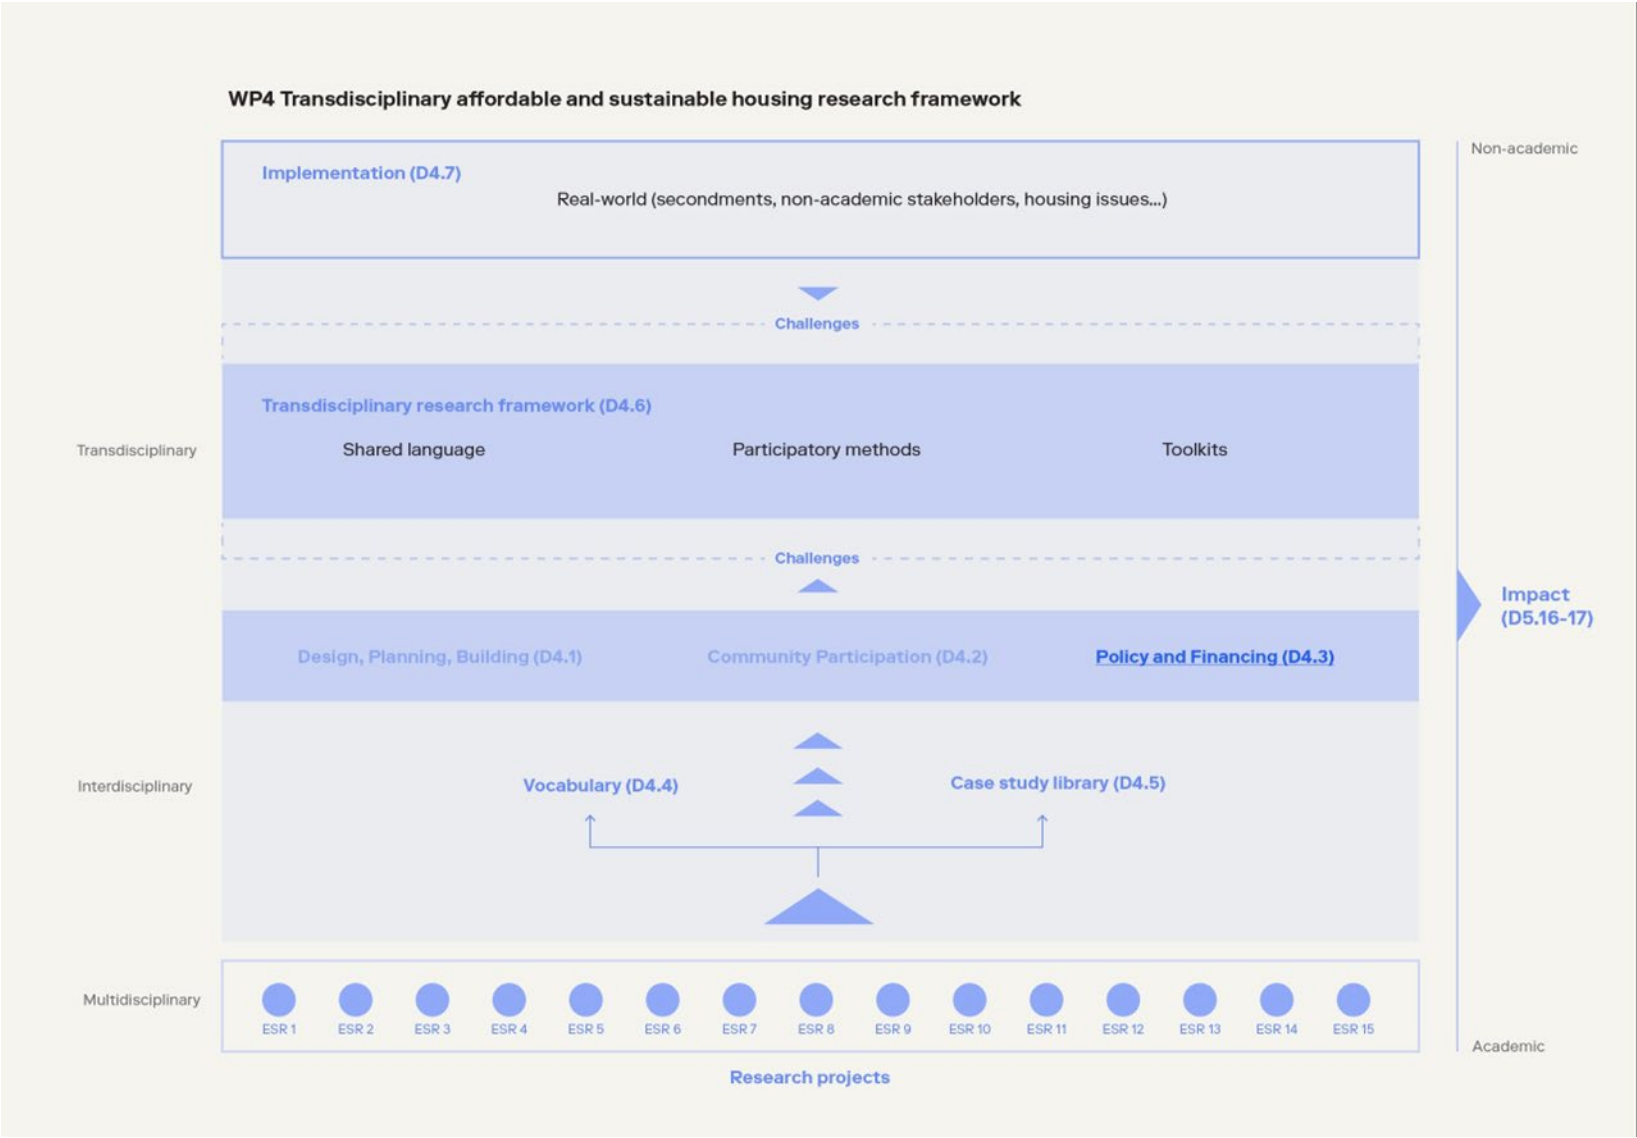 WP4 Transdisciplinary affordable and sustainable housing research framework
Non-academic
Implementation (D4.7)
Real-world (secondments, non-academic stakeholders, housing issues...)
Challenges
Transdisciplinary research framework (D4.6)
Transdisciplinary
Shared language
Participatory methods
Toolkits
Challenges
Impact
(D5.16-17)
Design, Planning, Building (D4.1)
Community Participation (D4.2)
Policy and Financing (D4.3)
Interdisciplinary
Vocabulary (D4.4)
Case study library (D4.5)
Multidisciplinary
ESR 1
ESR 2
ESR 3
ESR 4
ESR 5
ESR 6
ESR 7
ESR 8
ESR 9
ESR 10
ESR 11
ESR 12
ESR 13
ESR 14
ESR 15
Academic
Research projects